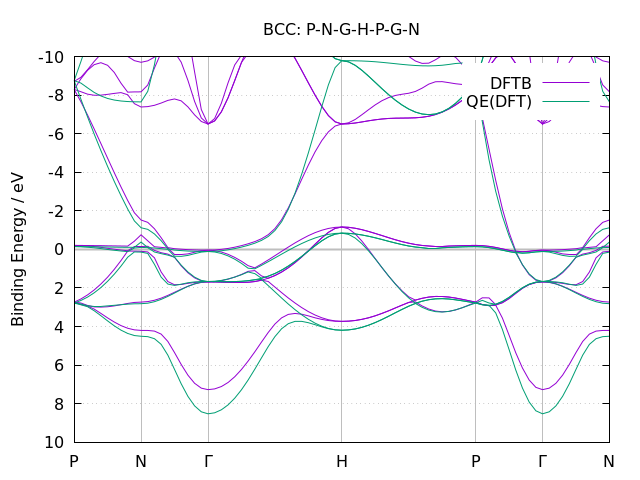 BCC: P-N-G-H-P-G-N
-10
-8
-6
-4
-2
0
2
4
6
8
10
Binding Energy / eV
DFTB
QE(DFT)
P N Γ H P Γ N